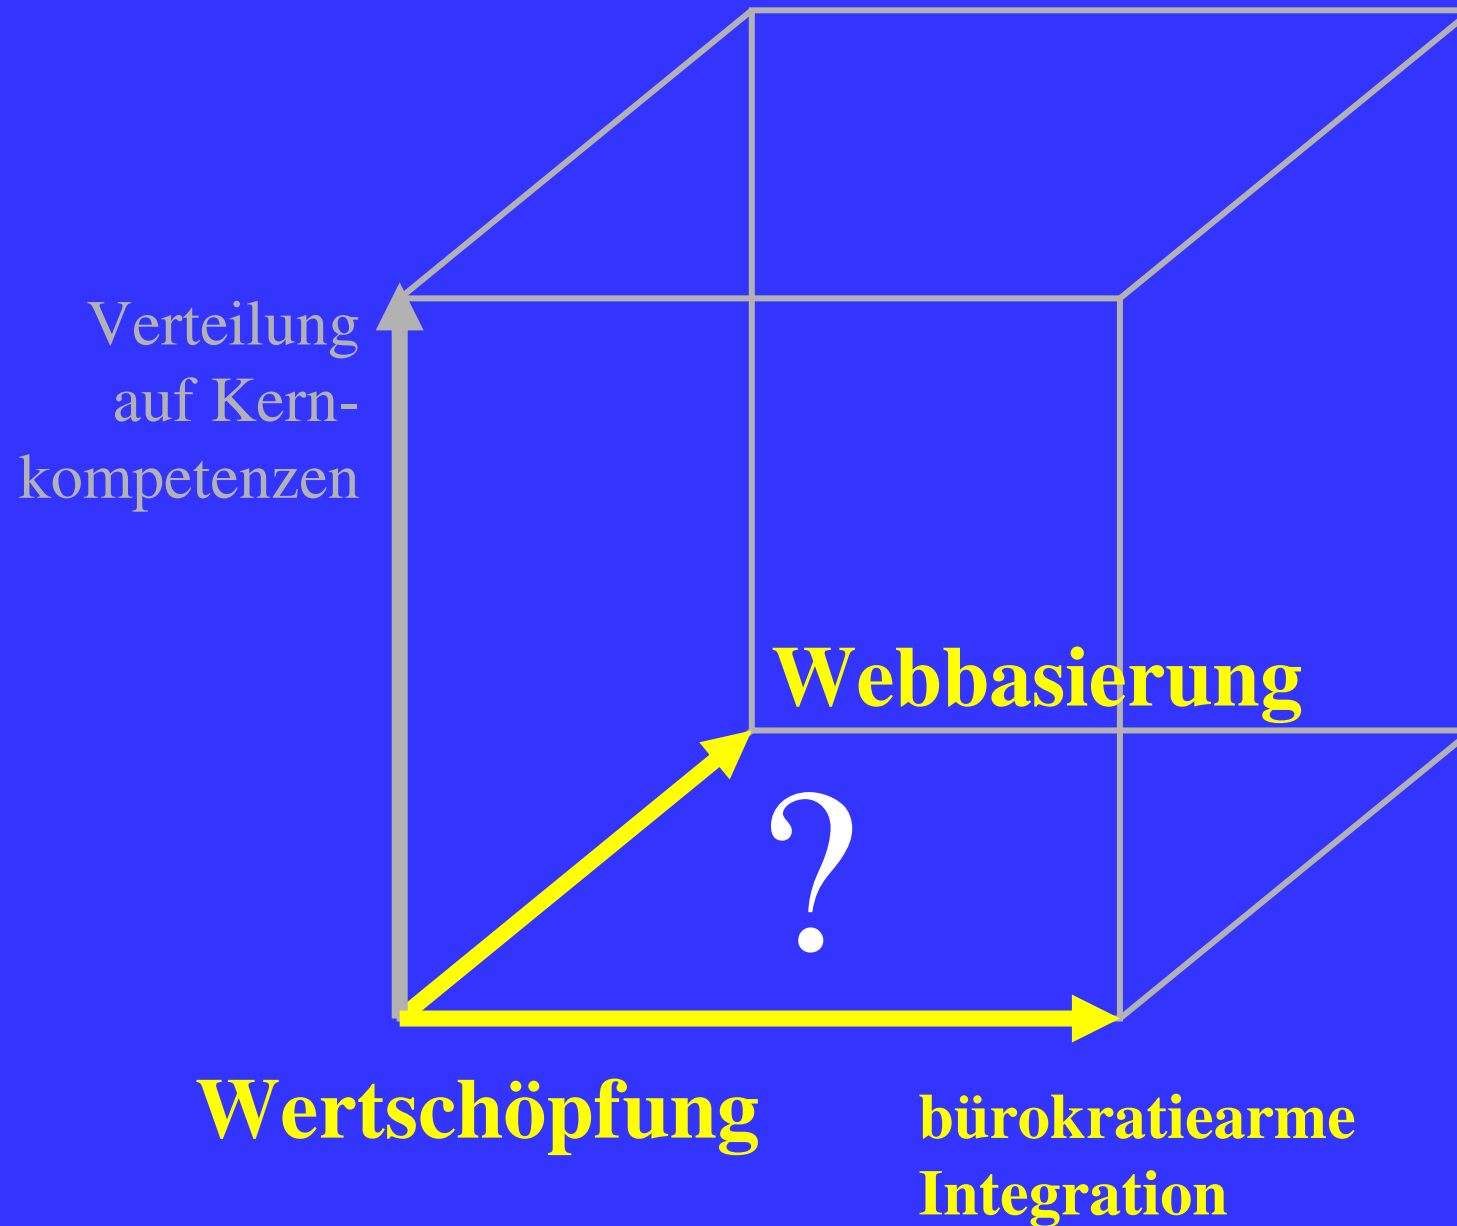 Verteilung
auf Kern-
kompetenzen
Webbasierung
?
Wertschöpfung
bürokratiearme
Integration